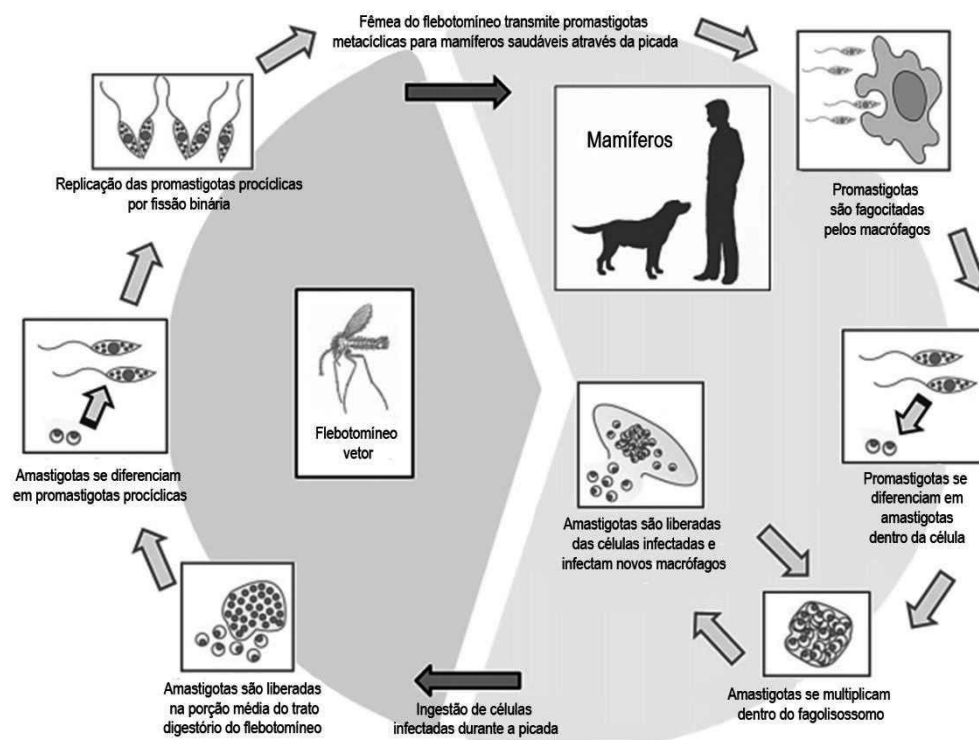 Fêmea do flebotomíneo transmite promastigotas
metacíclicas para mamíferos saudáveis através da picada
Mamíferos
Promastigotas
são fagocitadas
pelos macrófagos
Promastigotas se
diferenciam em
amastigotas
dentro da célula
Amastigotas se multiplicam
dentro do fagolisossomo
Amastigotas são liberadas
das células infectadas e
infectam novos macrófagos
Ingestão de células
infectadas durante a picada
Amastigotas são liberadas
na porção média do trato
digestório do flebotomíneo
Amastigotas se diferenciam
em promastigotas procíclicas
Replicação das promastigotas procíclicas
por fissão binária
Flebotomíneo
vetor